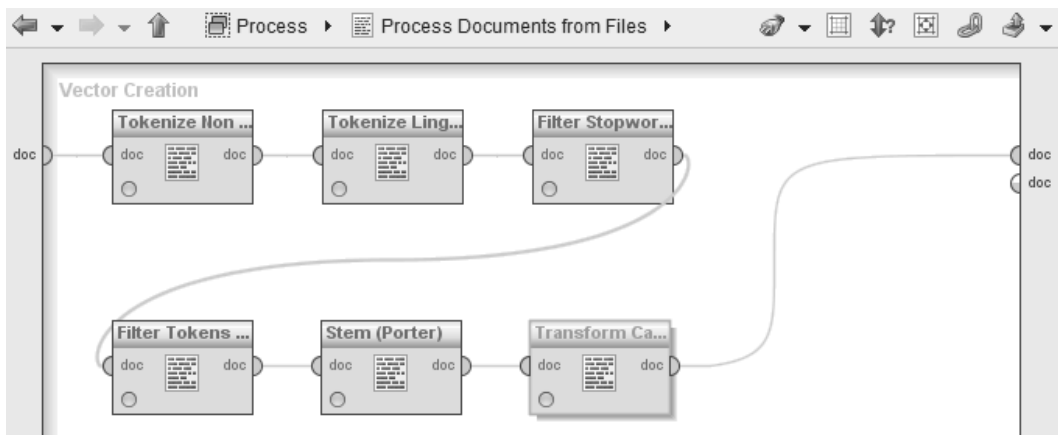 Process Process Documents from Files
Vector Creation
Tokenize Non ... Tokenize Ling... Filter Stopwor...
doc doc doc doc doc doc doc doc
doc
Filter Tokens ... Stem (Porter) Transform Ca...
doc doc doc doc doc doc